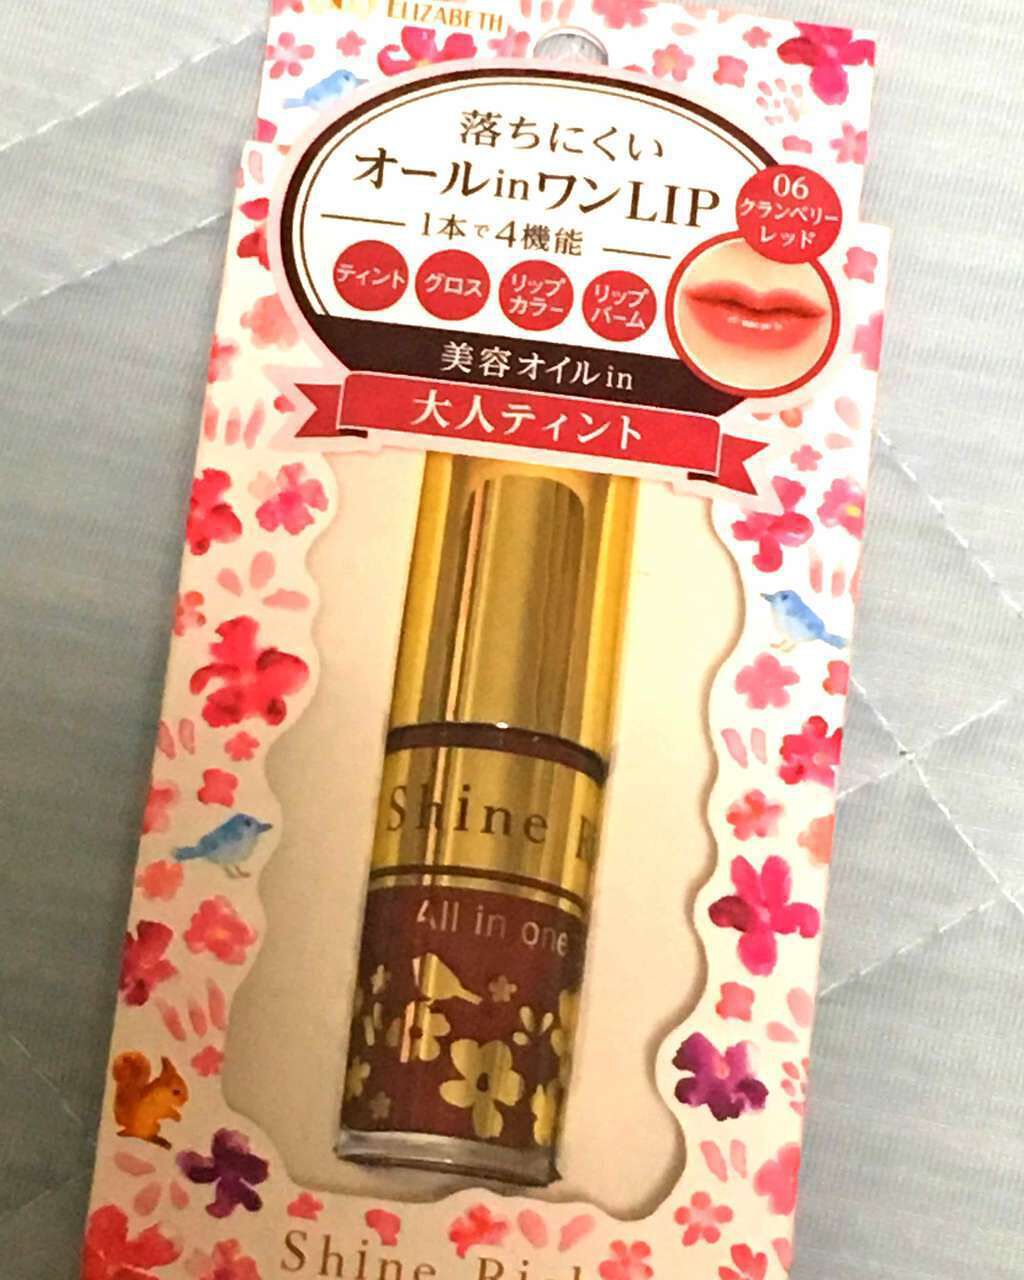 ELIZABETH
落ちにくい
オールinワンLIP
1本で4機能
ティント
グロス
リップ
カラー
リップ
バーム
06
クランベリー
レッド
美容オイルin
大人ティント
Shine
All in one
Shine